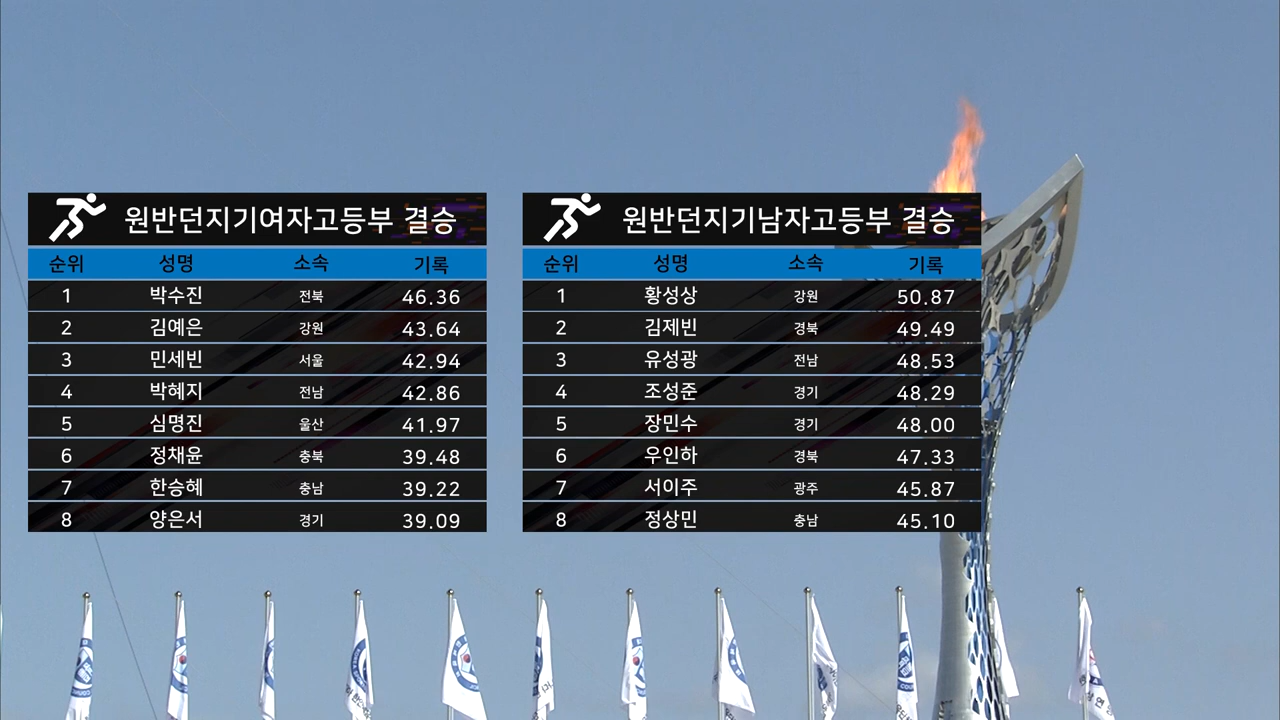 원반던지기여자고등부 결승
순위 성명 소속 기록
1 박수진 전북 46.36
2 김예은 강원 43.64
3 민세빈 서울 42.94
4 박혜지 전남 42.86
5 심명진 울산 41.97
6 정채윤 충북 39.48
7 한승혜 충남 39.22
8 양은서 경기 39.09
원반던지기남자고등부 결승
순위 성명 소속 기록
1 황성상 강원 50.87
2 김제빈 경북 49.49
3 유성광 전남 48.53
4 조성준 경기 48.29
5 장민수 경기 48.00
6 우인하 경북 47.33
7 서이주 광주 45.87
8 정상민 충남 45.10